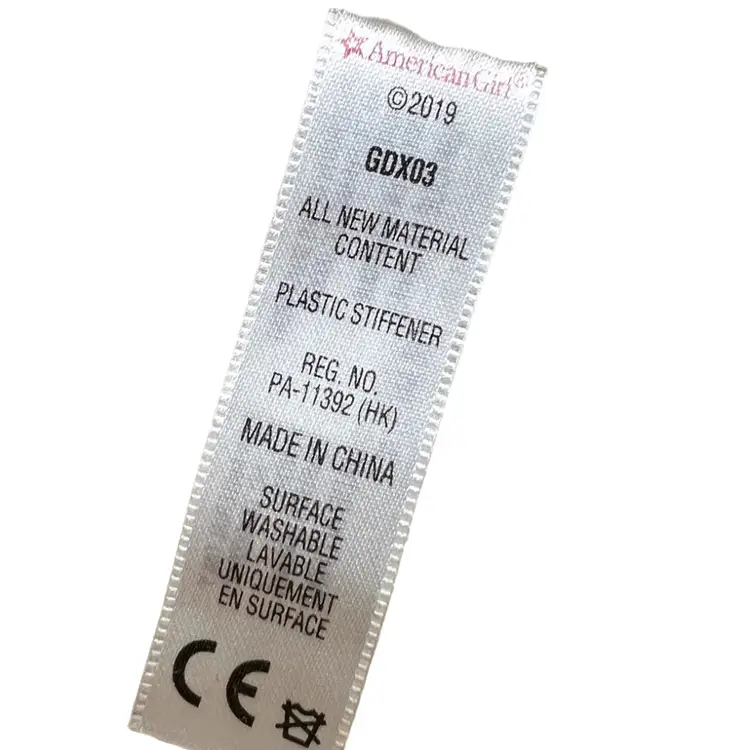 American Girl®
©2019
GDX03
ALL NEW MATERIAL
CONTENT
PLASTIC STIFFENER
REG. NO.
PA-11392 (HK)
MADE IN CHINA
SURFACE
WASHABLE
LAVABLE
UNIQUEMENT
EN SURFACE
CE